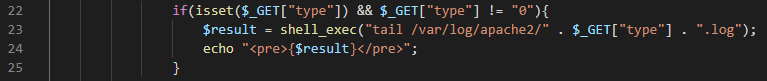 22 if(isset($_GET["type"]) && $_GET["type"] != "0"){
23 $result = shell_exec("tail /var/log/apache2/" . $_GET["type"] . ".log");
24 echo "<pre>{$result}</pre>";
25 }